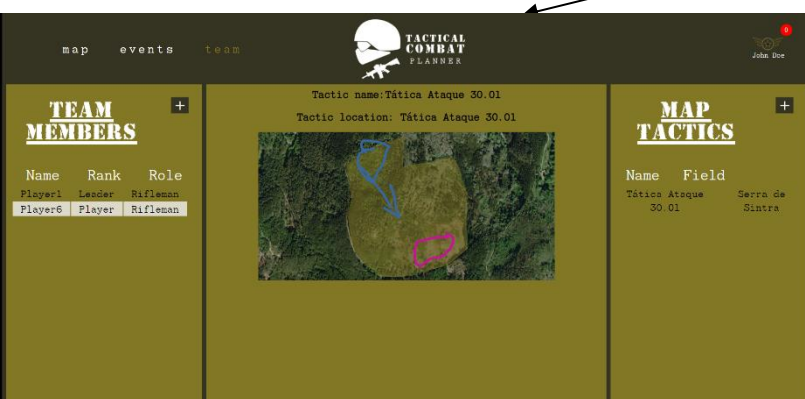 map events team
TACTICAL
COMBAT
PLANNER
0
John Doe
TEAM
MEMBERS
+
Name Rank Role
Player1 Leader Rifleman
Player6 Player Rifleman
Tactic name:Tática Ataque 30.01
Tactic location: Tática Ataque 30.01
MAP
TACTICS
+
Name Field
Tática Ataque
30.01
Serra de
Sintra